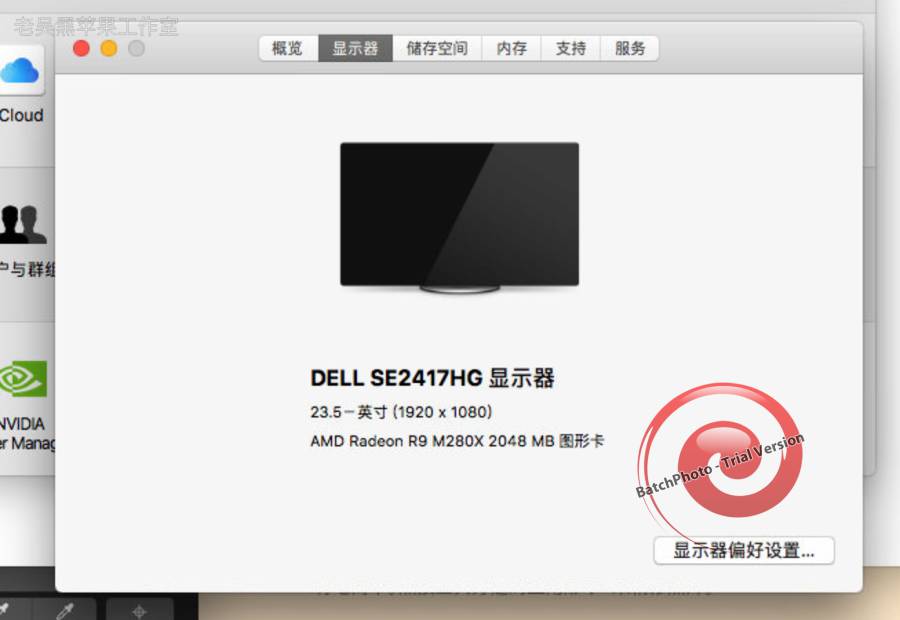 老吴黑苹果工作室
概览 显示器 储存空间 内存 支持 服务
Cloud
户与群组
NVIDIA
er Manag
DELL SE2417HG 显示器
23.5－英寸 (1920 x 1080)
AMD Radeon R9 M280X 2048 MB 图形卡
BatchPhoto - Trial Version
显示器偏好设置...